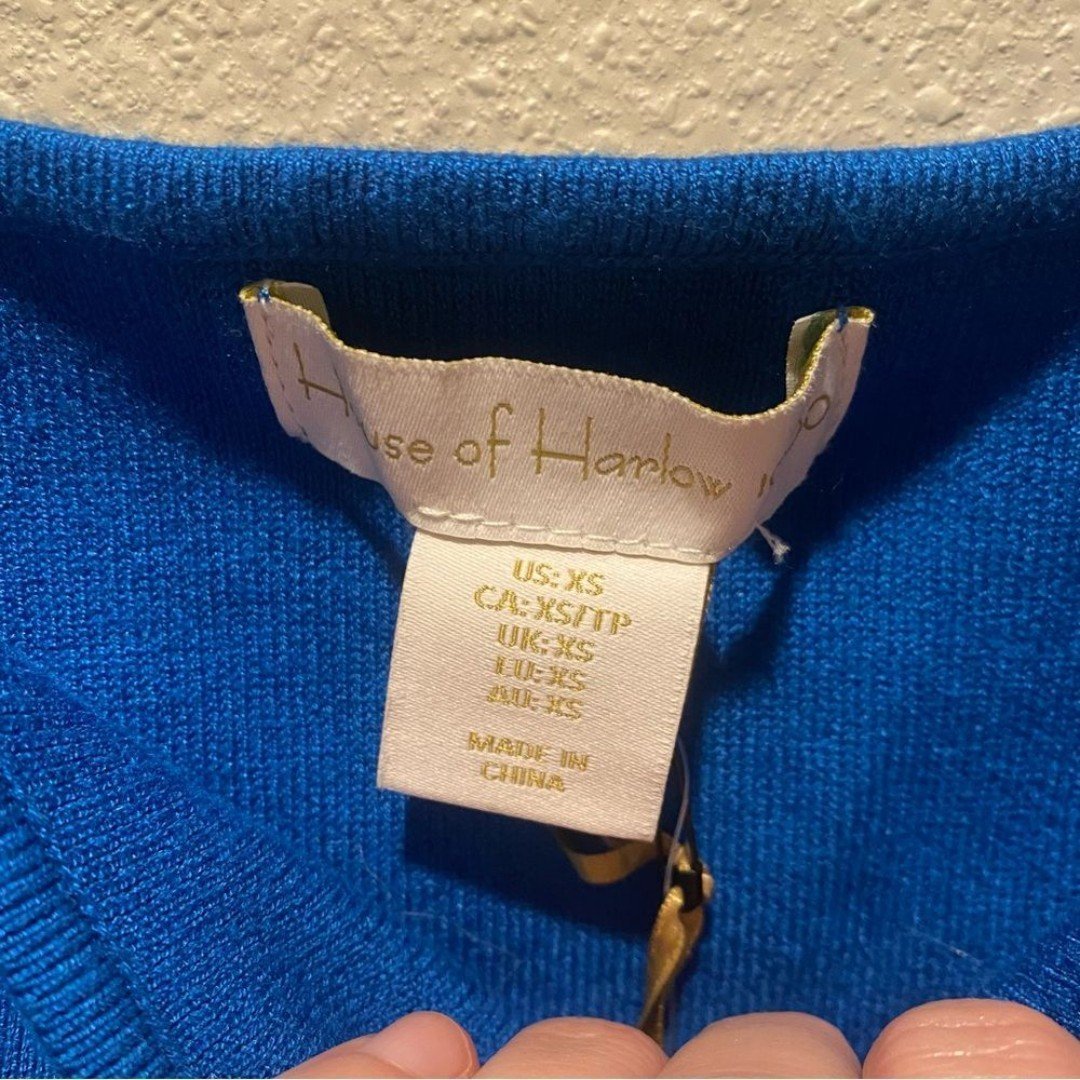 House of Harlow
US: XS
CA: XS/TP
UK: XS
EU: XS
AU: XS
MADE IN
CHINA